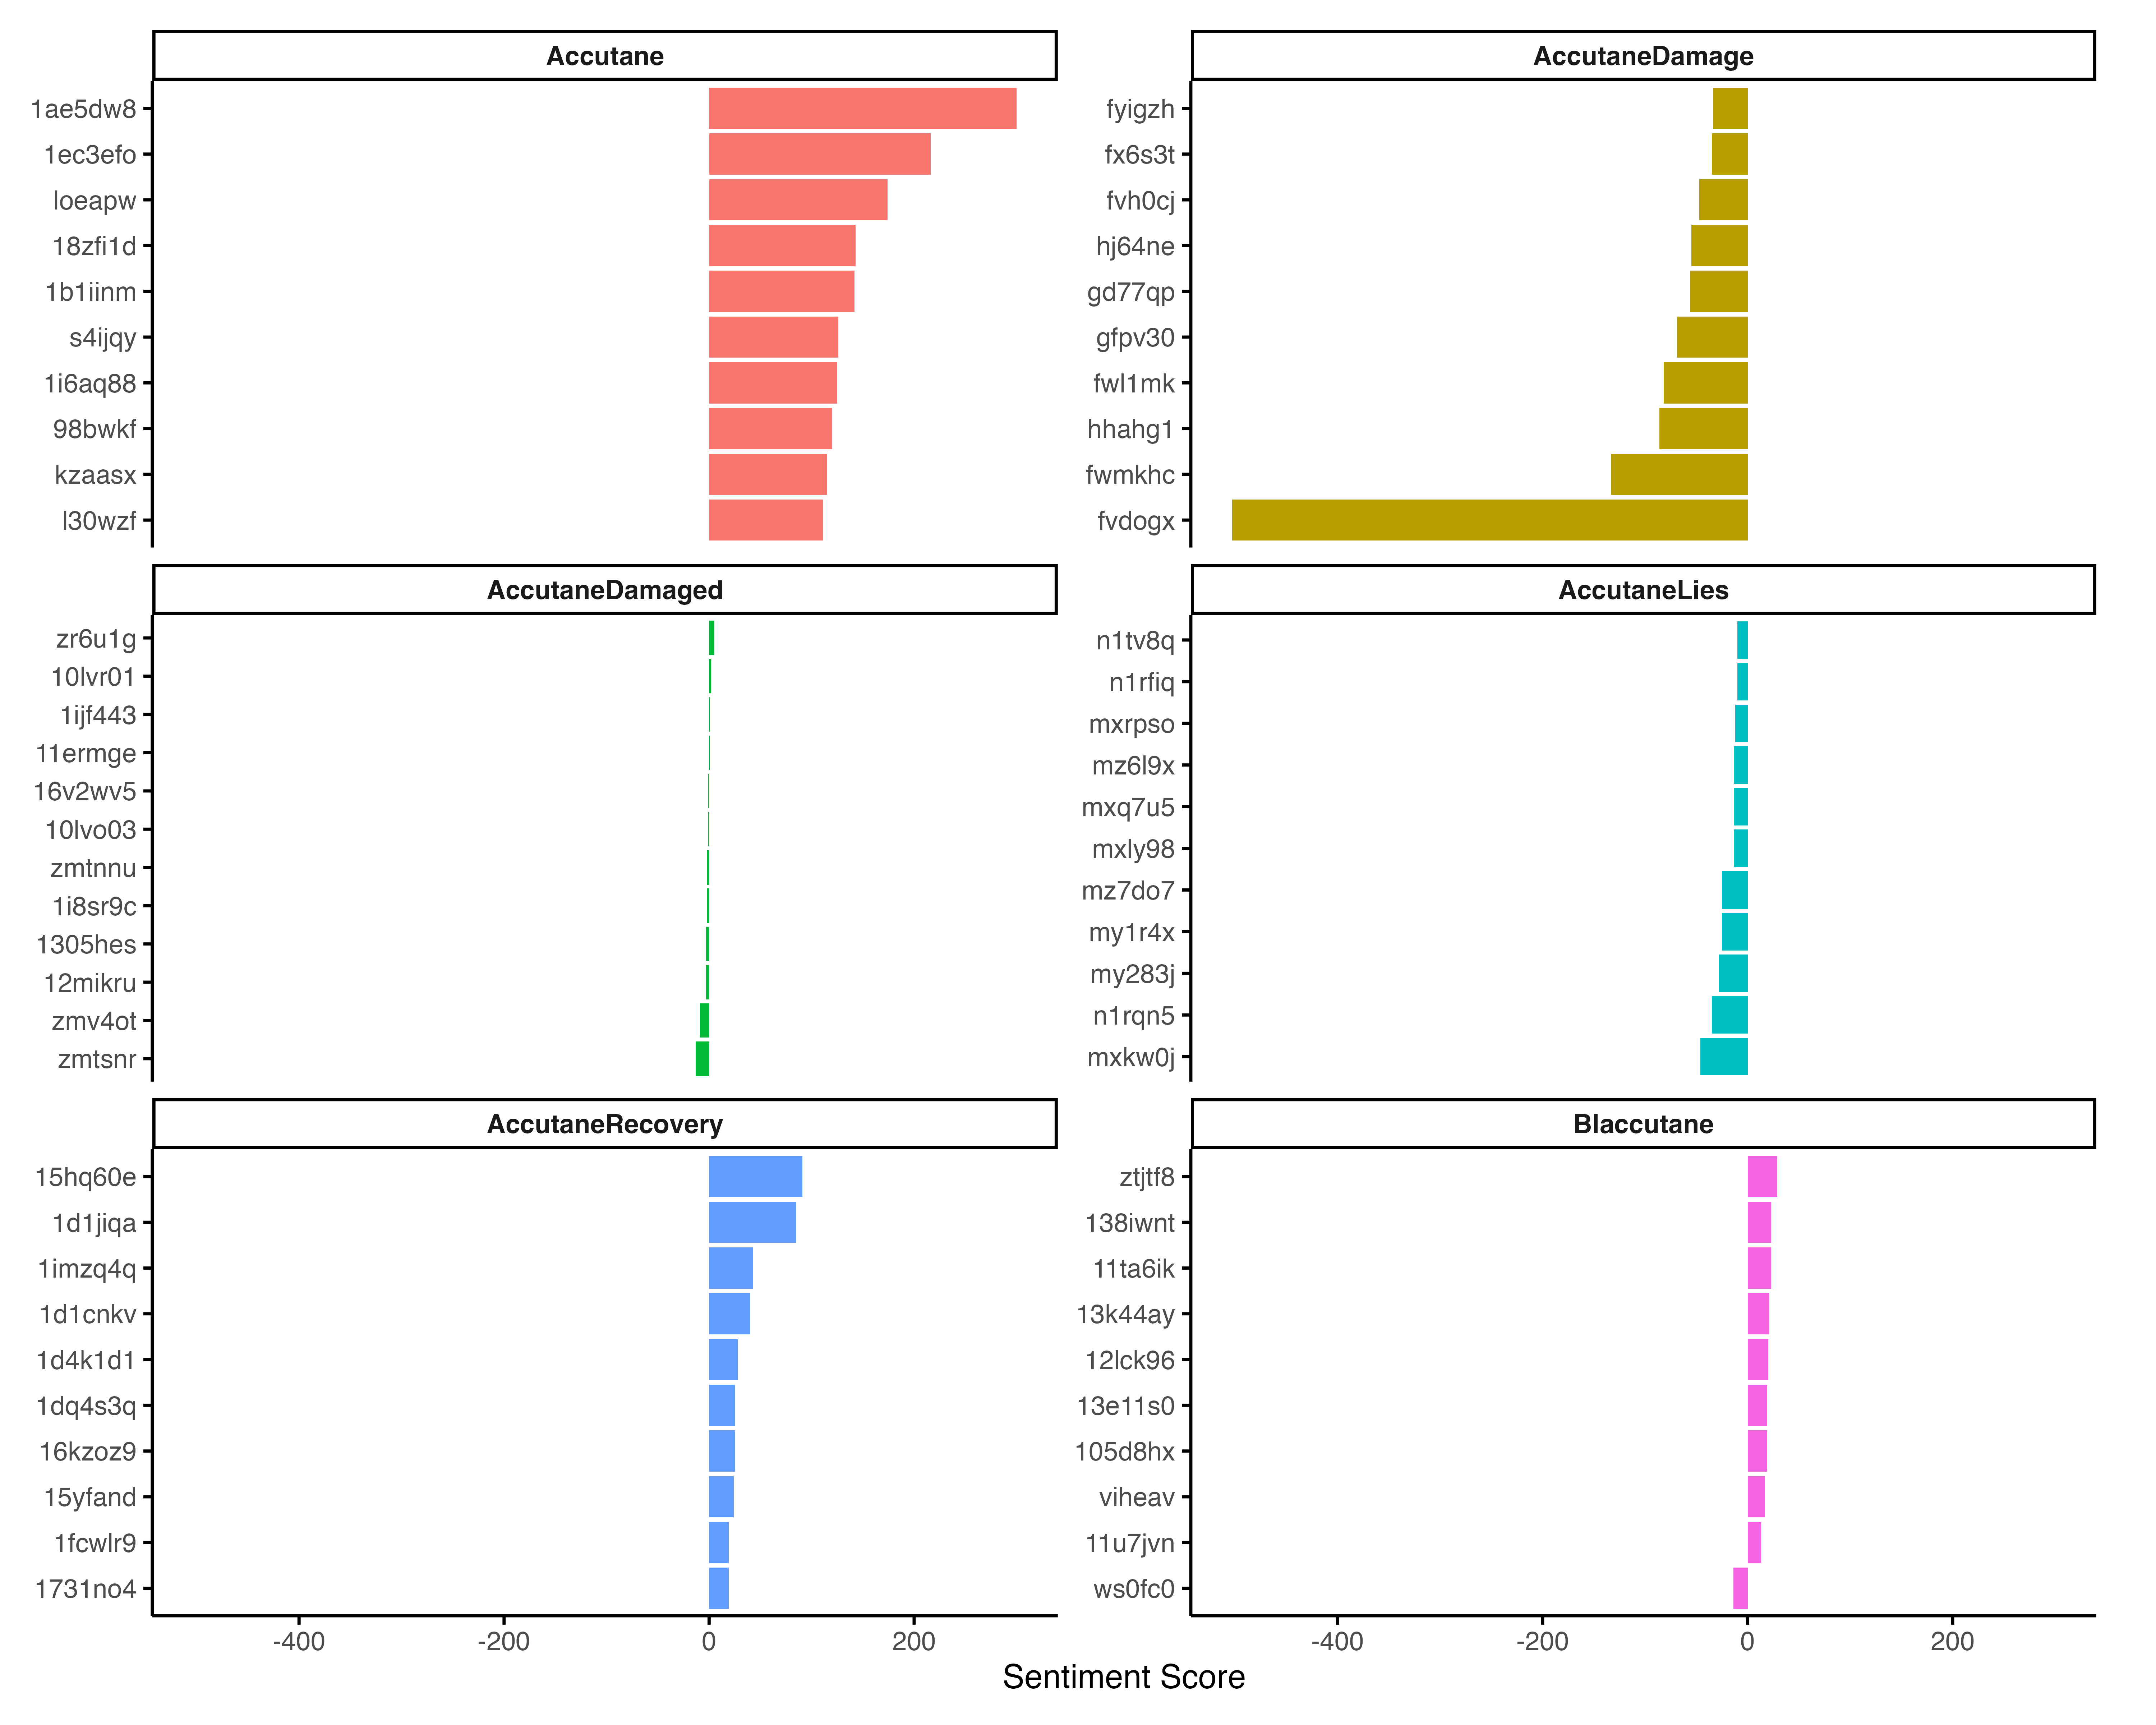 Accutane
1ae5dw8
1ec3efo
loeapw
18zfi1d
1b1iinm
s4ijqy
1i6aq88
98bwkf
kzaasx
l30wzf
AccutaneDamage
fyigzh
fx6s3t
fvh0cj
hj64ne
gd77qp
gfpv30
fwl1mk
hhahg1
fwmkhc
fvdogx
AccutaneDamaged
zr6u1g
10lvr01
1ijf443
11ermge
16v2wv5
10lvo03
zmtnnu
1i8sr9c
1305hes
12mikru
zmv4ot
zmtsnr
AccutaneLies
n1tv8q
n1rfiq
mxrpso
mz6l9x
mxq7u5
mxly98
mz7do7
my1r4x
my283j
n1rqn5
mxkw0j
AccutaneRecovery
15hq60e
1d1jiqa
1imzq4q
1d1cnkv
1d4k1d1
1dq4s3q
16kzoz9
15yfand
1fcwlr9
1731no4
-400 -200 0 200
Blaccutane
ztjtf8
138iwnt
11ta6ik
13k44ay
12lck96
13e11s0
105d8hx
viheav
11u7jvn
ws0fc0
-400 -200 0 200
Sentiment Score